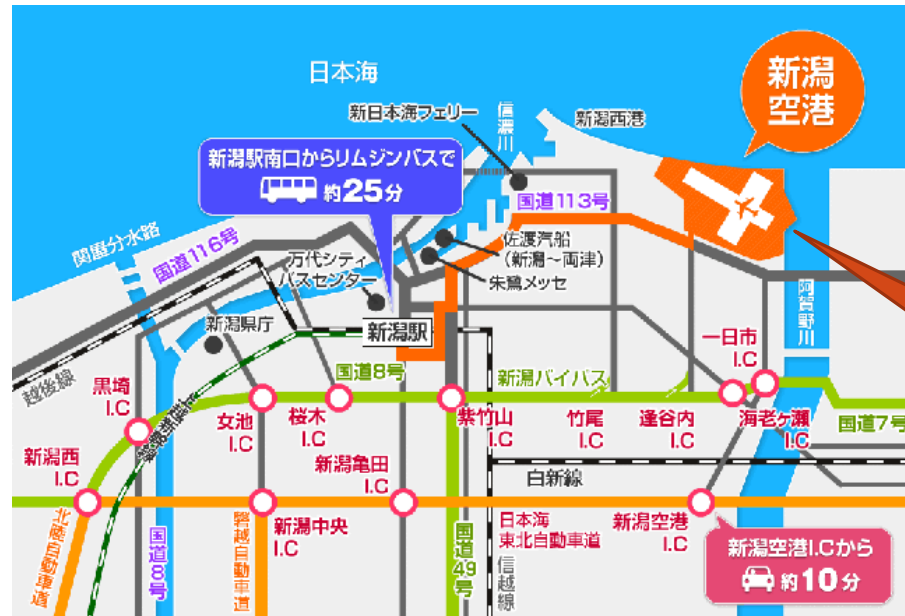 日本海
新潟
空港
新日本海フェリー
信濃川
新潟西港
新潟駅南口からリムジンバスで
約25分
国道113号
関屋分水路
国道116号
佐渡汽船
(新潟～両津)
万代シティ
バスセンター
朱鷺メッセ
阿賀野川
新潟県庁
新潟駅
一日市
I.C
越後線
国道8号
新潟バイパス
黒埼
I.C
女池
I.C
桜木
I.C
紫竹山
I.C
竹尾
I.C
逢谷内
I.C
海老ヶ瀬
I.C
国道7号
新潟西
I.C
新潟亀田
I.C
白新線
北陸自動車道
国道8号
磐越自動車道
新潟中央
I.C
国道49号
信越線
日本海
東北自動車道
新潟空港
I.C
新潟空港I.Cから
約10分